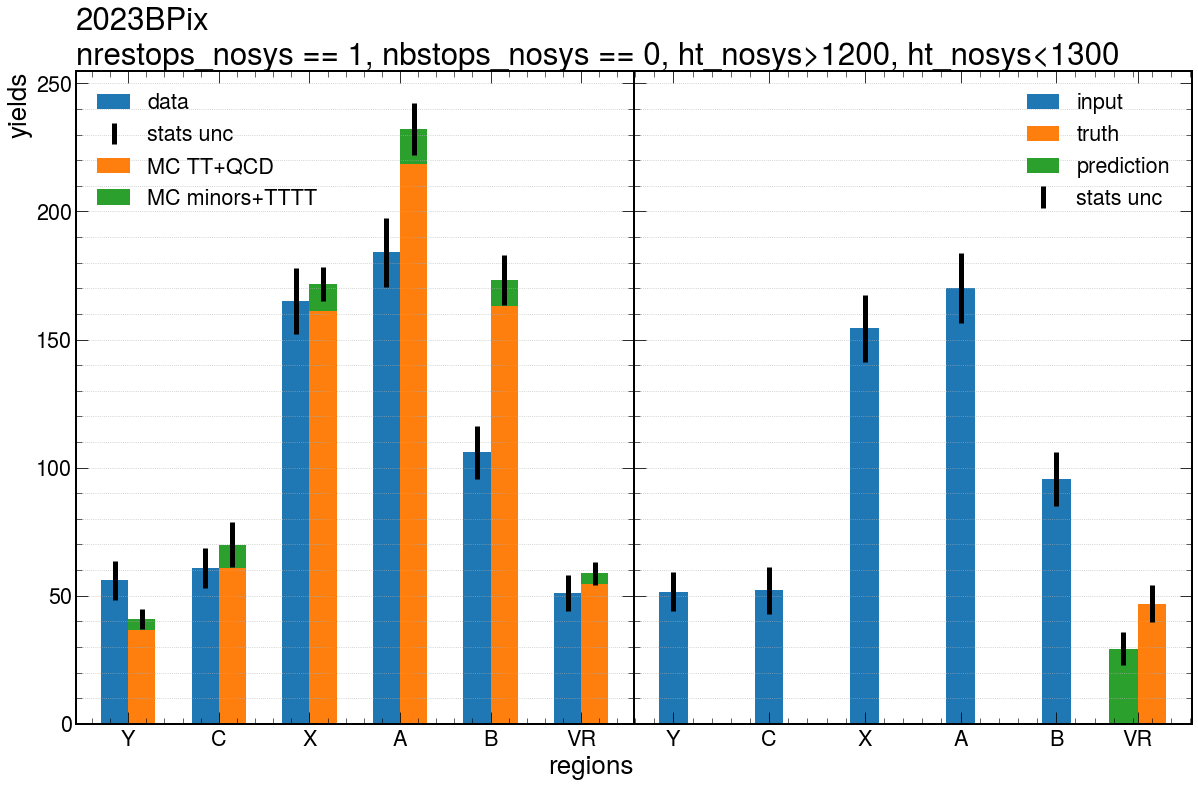 2023BPix
nrestops_nosys == 1, nbstops_nosys == 0, ht_nosys>1200, ht_nosys<1300
yields
250
200
150
100
50
0
data
stats unc
MC TT+QCD
MC minors+TTTT
input
truth
prediction
stats unc
Y C X A B VR
Y C X A B VR
regions